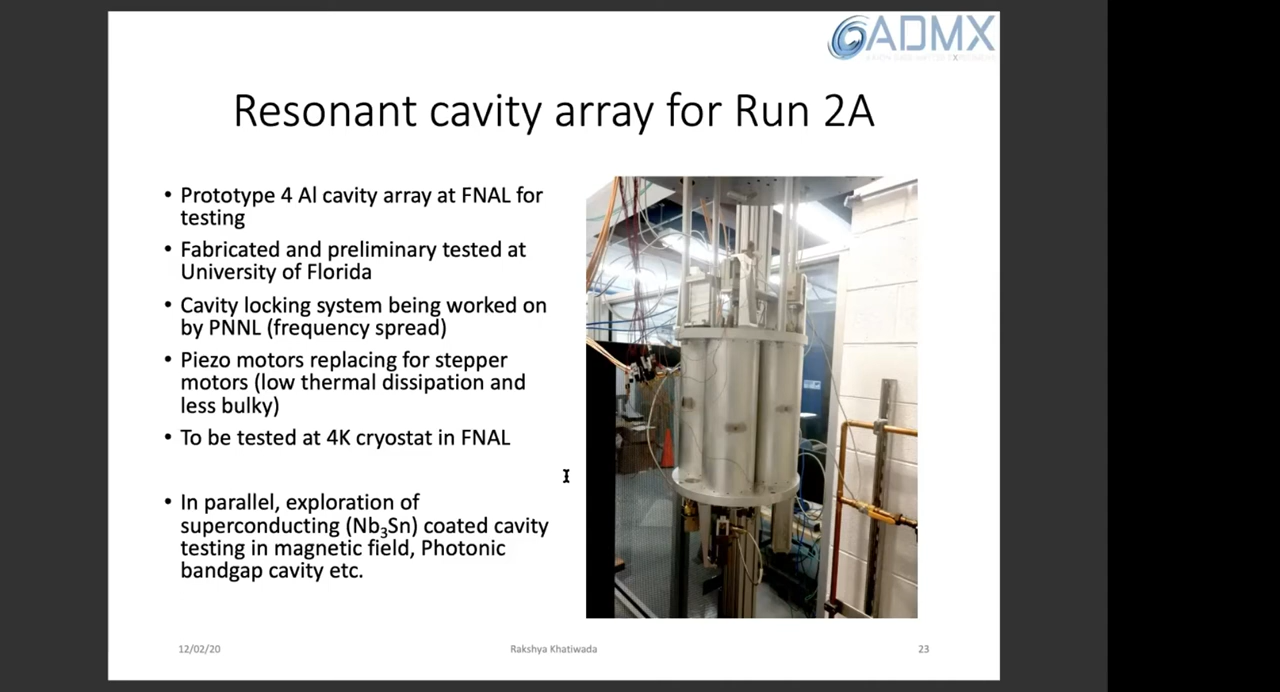 ADMX
Resonant cavity array for Run 2A
• Prototype 4 Al cavity array at FNAL for
testing
• Fabricated and preliminary tested at
University of Florida
• Cavity locking system being worked on
by PNNL (frequency spread)
• Piezo motors replacing for stepper
motors (low thermal dissipation and
less bulky)
• To be tested at 4K cryostat in FNAL
• In parallel, exploration of
superconducting (Nb₃Sn) coated cavity
testing in magnetic field, Photonic
bandgap cavity etc.
12/02/20
Rakshya Khatiwada
23